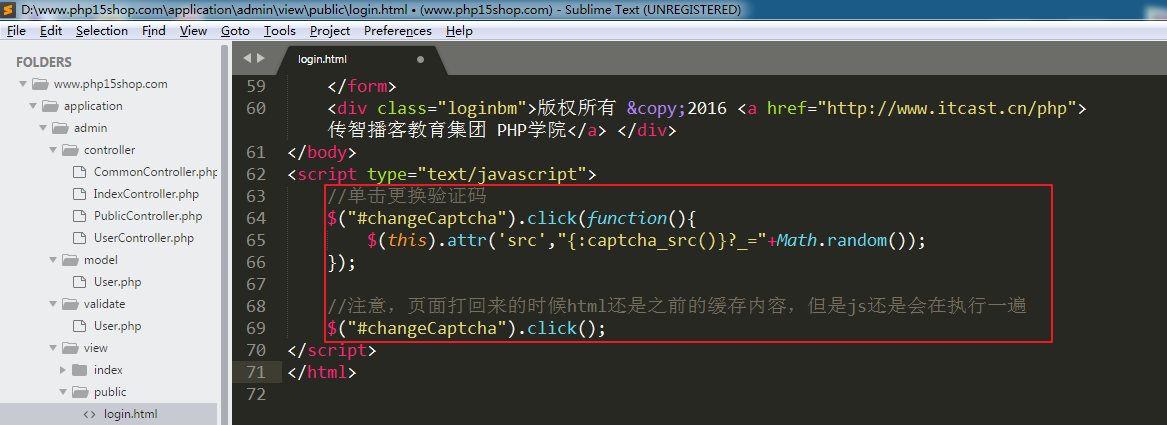 D:\www.php15shop.com\application\admin\view\public\login.html • (www.php15shop.com) - Sublime Text (UNREGISTERED)
File Edit Selection Find View Goto Tools Project Preferences Help
FOLDERS
www.php15shop.com
application
admin
controller
CommonController.php
IndexController.php
PublicController.php
UserController.php
model
User.php
validate
User.php
view
index
public
<> login.html
login.html
59 </form>
60 <div class="loginbm">版权所有 &copy;2016 <a href="http://www.itcast.cn/php">
传智播客教育集团 PHP学院</a> </div>
61 </body>
62 <script type="text/javascript">
63 //单击更换验证码
64 $("#changeCaptcha").click(function(){
65 $(this).attr('src',"{:captcha_src()}?_="+Math.random());
66 });
67
68 //注意，页面打回来的时候html还是之前的缓存内容，但是js还是会在执行一遍
69 $("#changeCaptcha").click();
70 </script>
71 </html>
72